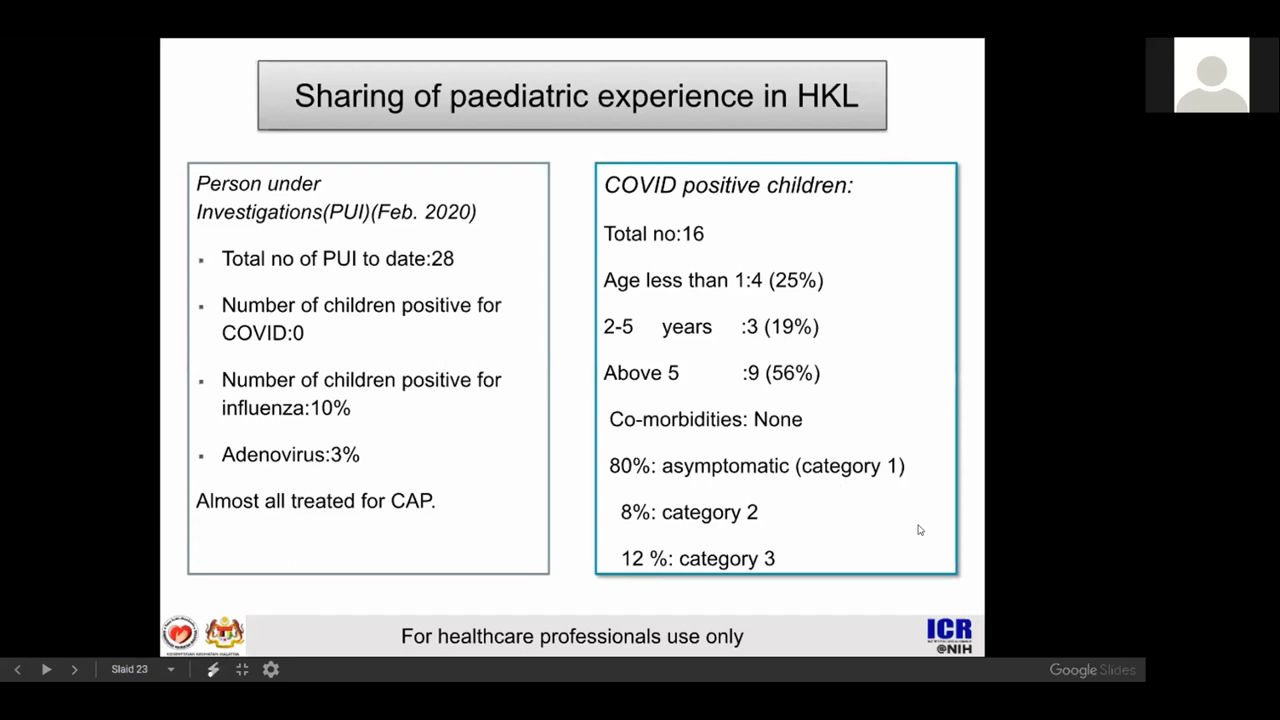 Sharing of paediatric experience in HKL
Person under
Investigations(PUI)(Feb. 2020)
▪ Total no of PUI to date:28
▪ Number of children positive for
COVID:0
▪ Number of children positive for
influenza:10%
▪ Adenovirus:3%
Almost all treated for CAP.
COVID positive children:
Total no:16
Age less than 1:4 (25%)
2-5 years :3 (19%)
Above 5 :9 (56%)
Co-morbidities: None
80%: asymptomatic (category 1)
8%: category 2
12 %: category 3
For healthcare professionals use only
ICR
@NIH
Slaid 23
Google Slides